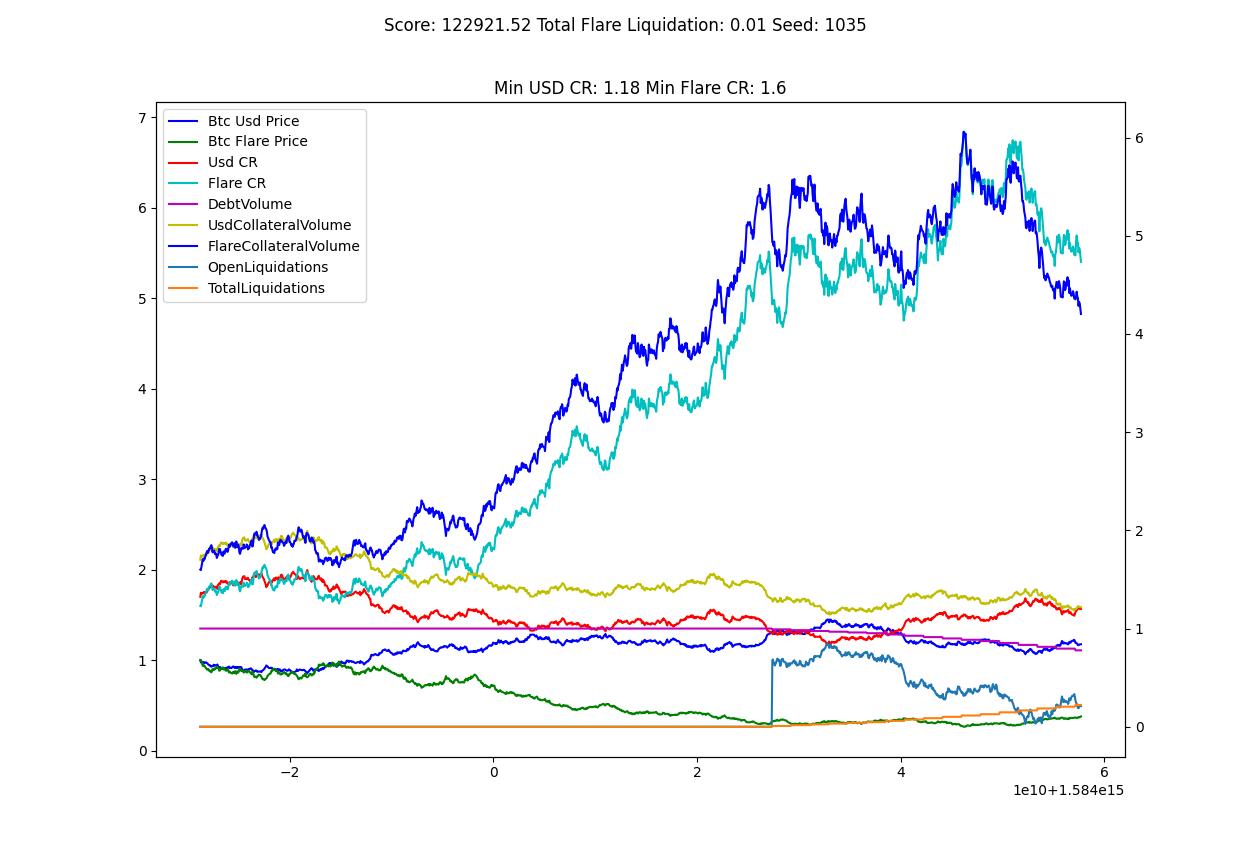 Score: 122921.52 Total Flare Liquidation: 0.01 Seed: 1035
Min USD CR: 1.18 Min Flare CR: 1.6
Btc Usd Price
Btc Flare Price
Usd CR
Flare CR
DebtVolume
UsdCollateralVolume
FlareCollateralVolume
OpenLiquidations
TotalLiquidations
7
6
5
4
3
2
1
0
6
5
4
3
2
1
0
−2 0 2 4 6
1e10+1.584e15